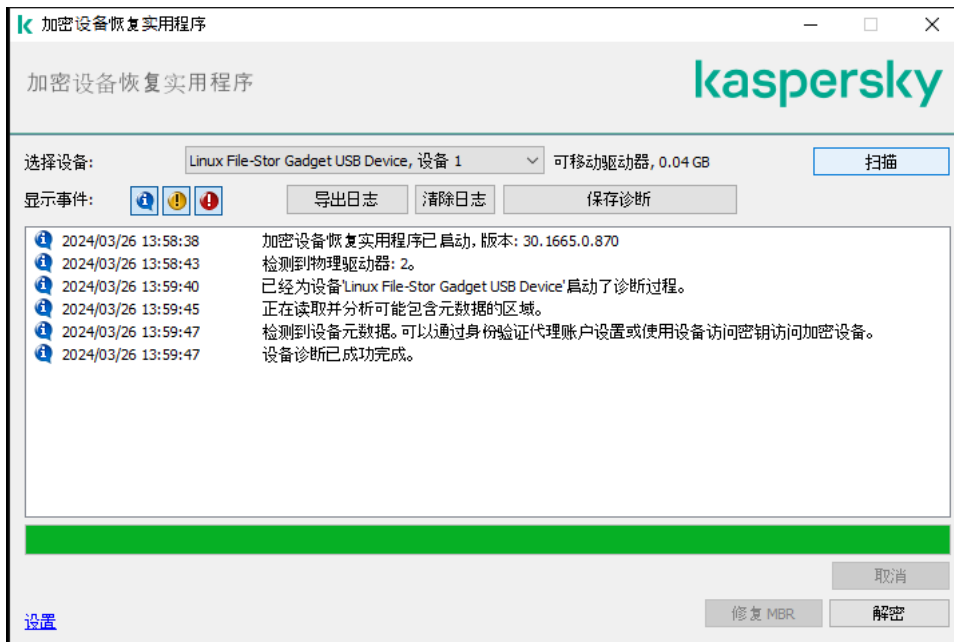 加密设备恢复实用程序
加密设备恢复实用程序
kaspersky
选择设备: Linux File-Stor Gadget USB Device, 设备 1 可移动驱动器, 0.04 GB 扫描
显示事件: 导出日志 清除日志 保存诊断
2024/03/26 13:58:38 加密设备恢复实用程序已启动, 版本: 30.1665.0.870
2024/03/26 13:58:43 检测到物理驱动器: 2。
2024/03/26 13:59:40 已经为设备'Linux File-Stor Gadget USB Device'启动了诊断过程。
2024/03/26 13:59:45 正在读取并分析可能包含元数据的区域。
2024/03/26 13:59:47 检测到设备元数据。可以通过身份验证代理账户设置或使用设备访问密钥访问加密设备。
2024/03/26 13:59:47 设备诊断已成功完成。
取消
设置 修复 MBR 解密